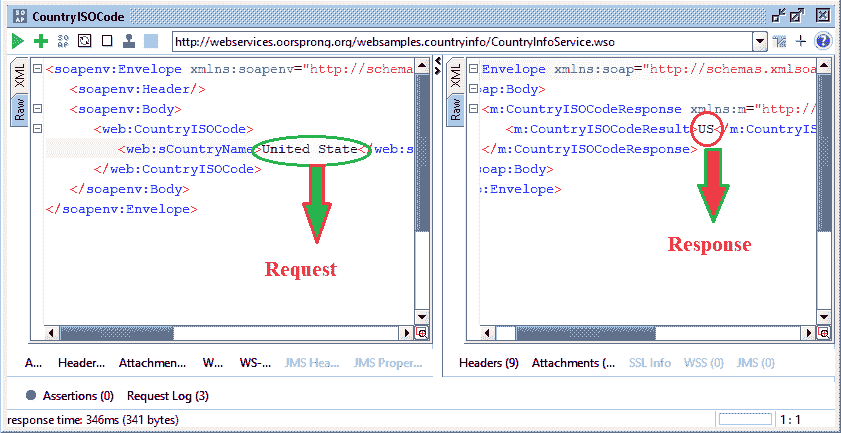 CountryISOCode
http://webservices.oorsprong.org/websamples.countryinfo/CountryInfoService.wso
XML
Raw
<soapenv:Envelope xmlns:soapenv="http://schemas
<soapenv:Header/>
<soapenv:Body>
<web:CountryISOCode>
<web:sCountryName>United State</web:s
</web:CountryISOCode>
</soapenv:Body>
</soapenv:Envelope>
Request
XML
Raw
Envelope xmlns:soap="http://schemas.xmlsoa
oap:Body>
<m:CountryISOCodeResponse xmlns:m="http://
<m:CountryISOCodeResult>US</m:CountryIS
</m:CountryISOCodeResponse>
soap:Body>
p:Envelope>
Response
A... Header... Attachmen... W... WS-... JMS Hea... JMS Proper...
Headers (9) Attachments (... SSL Info WSS (0) JMS (0)
Assertions (0) Request Log (3)
response time: 346ms (341 bytes)
1 : 1